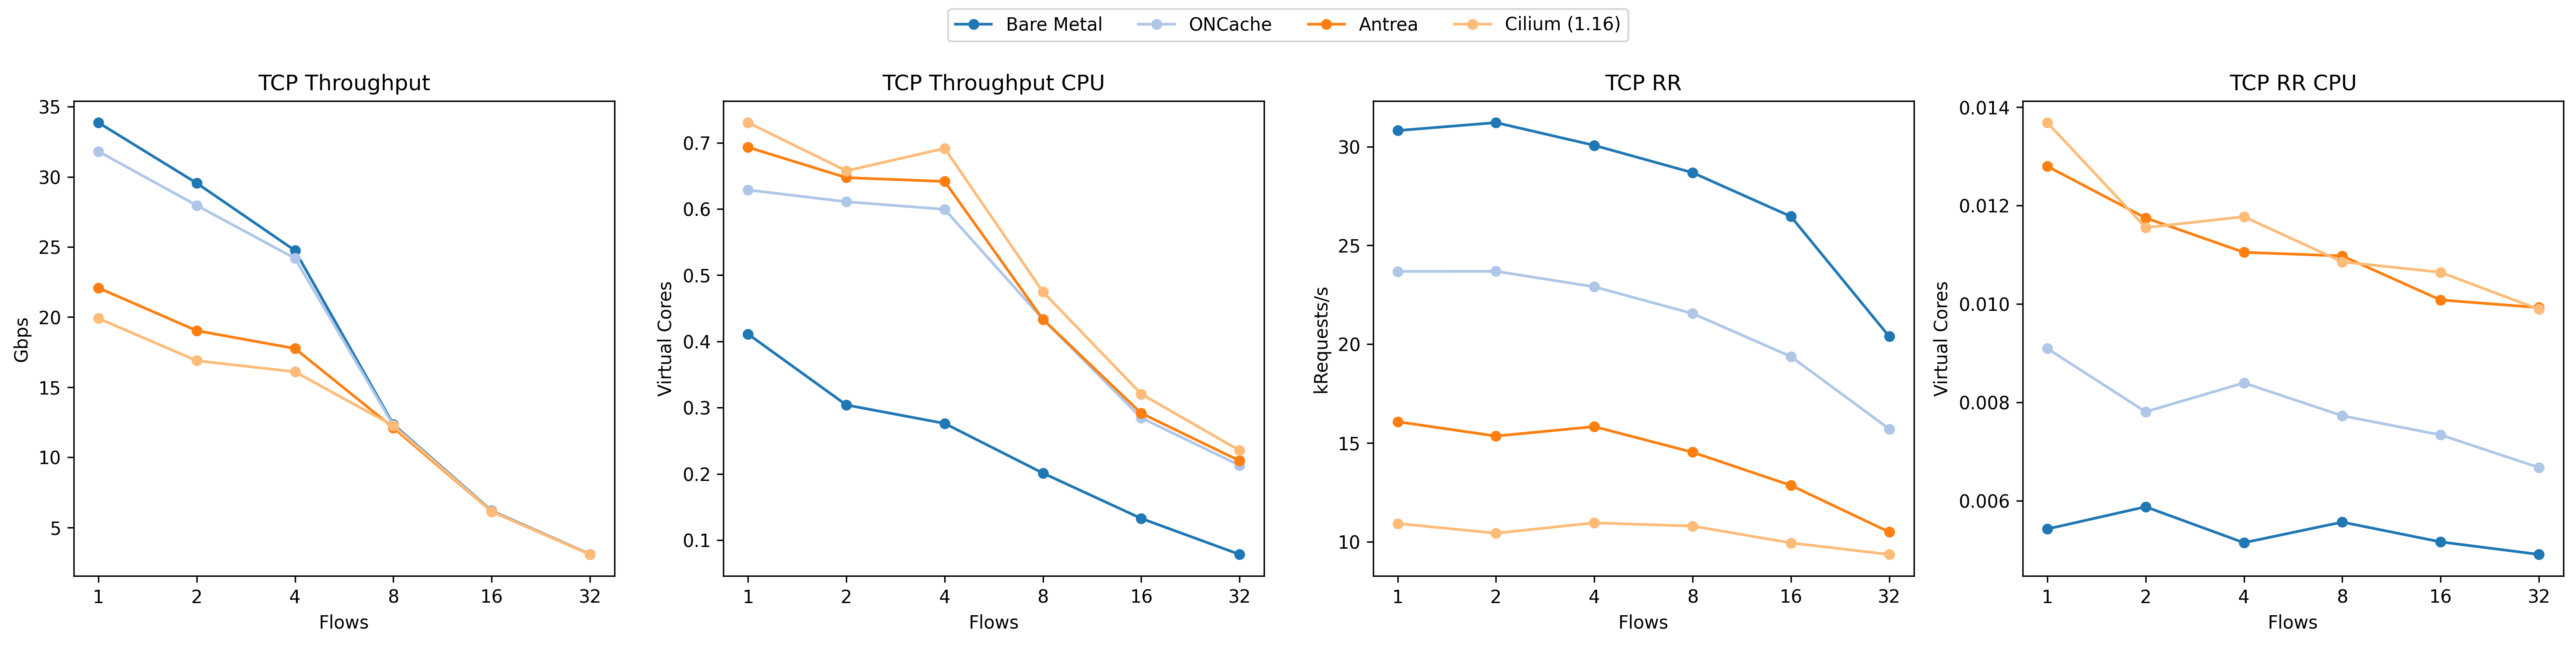 Bare Metal ONCache Antrea Cilium (1.16)
TCP Throughput
35
30
25
20
15
10
5
Gbps
1 2 4 8 16 32
Flows
TCP Throughput CPU
0.7
0.6
0.5
0.4
0.3
0.2
0.1
Virtual Cores
1 2 4 8 16 32
Flows
TCP RR
30
25
20
15
10
kRequests/s
1 2 4 8 16 32
Flows
TCP RR CPU
0.014
0.012
0.010
0.008
0.006
Virtual Cores
1 2 4 8 16 32
Flows